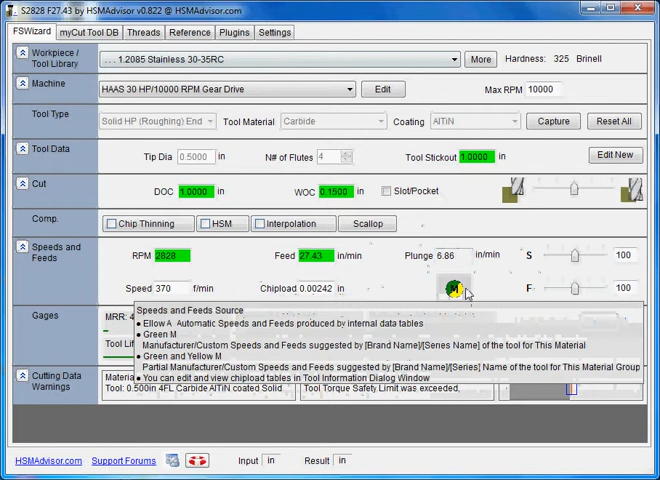 S2828 F27.43 by HSMAdvisor v0.822 @ HSMAdvisor.com
FSWizard myCut Tool DB Threads Reference Plugins Settings
Workpiece / Tool Library
. . . 1.2085 Stainless 30-35RC
More
Hardness: 325 Brinell
Machine
HAAS 30 HP/10000 RPM Gear Drive
Edit
Max RPM 10000
Tool Type
Solid HP (Roughing) End
Tool Material Carbide
Coating AlTiN
Capture
Reset All
Tool Data
Tip Dia 0.5000 in
N# of Flutes 4
Tool Stickout 1.0000 in
Edit New
Cut
DOC 1.0000 in
WOC 0.1500 in
Slot/Pocket
Comp.
Chip Thinning
HSM
Interpolation
Scallop
Speeds and Feeds
RPM 2828
Feed 27.43 in/min
Plunge 6.86 in/min
S 100
Speed 370 f/min
Chipload 0.00242 in
M
F 100
Speeds and Feeds Source
Ellow A Automatic Speeds and Feeds produced by internal data tables
Green M
Manufacturer/Custom Speeds and Feeds suggested by [Brand Name]/[Series Name] of the tool for This Material
Green and Yellow M
Partial Manufacturer/Custom Speeds and Feeds suggested by [Brand Name]/[Series] Name of the tool for This Material Group
You can edit and view chipload tables in Tool Information Dialog Window
Gages
MRR: 4
Tool Li
Cutting Data Warnings
Material
Tool: 0.500in 4FL Carbide AlTiN coated Solid
Tool Torque Safety Limit was exceeded,
HSMAdvisor.com Support Forums Input in Result in